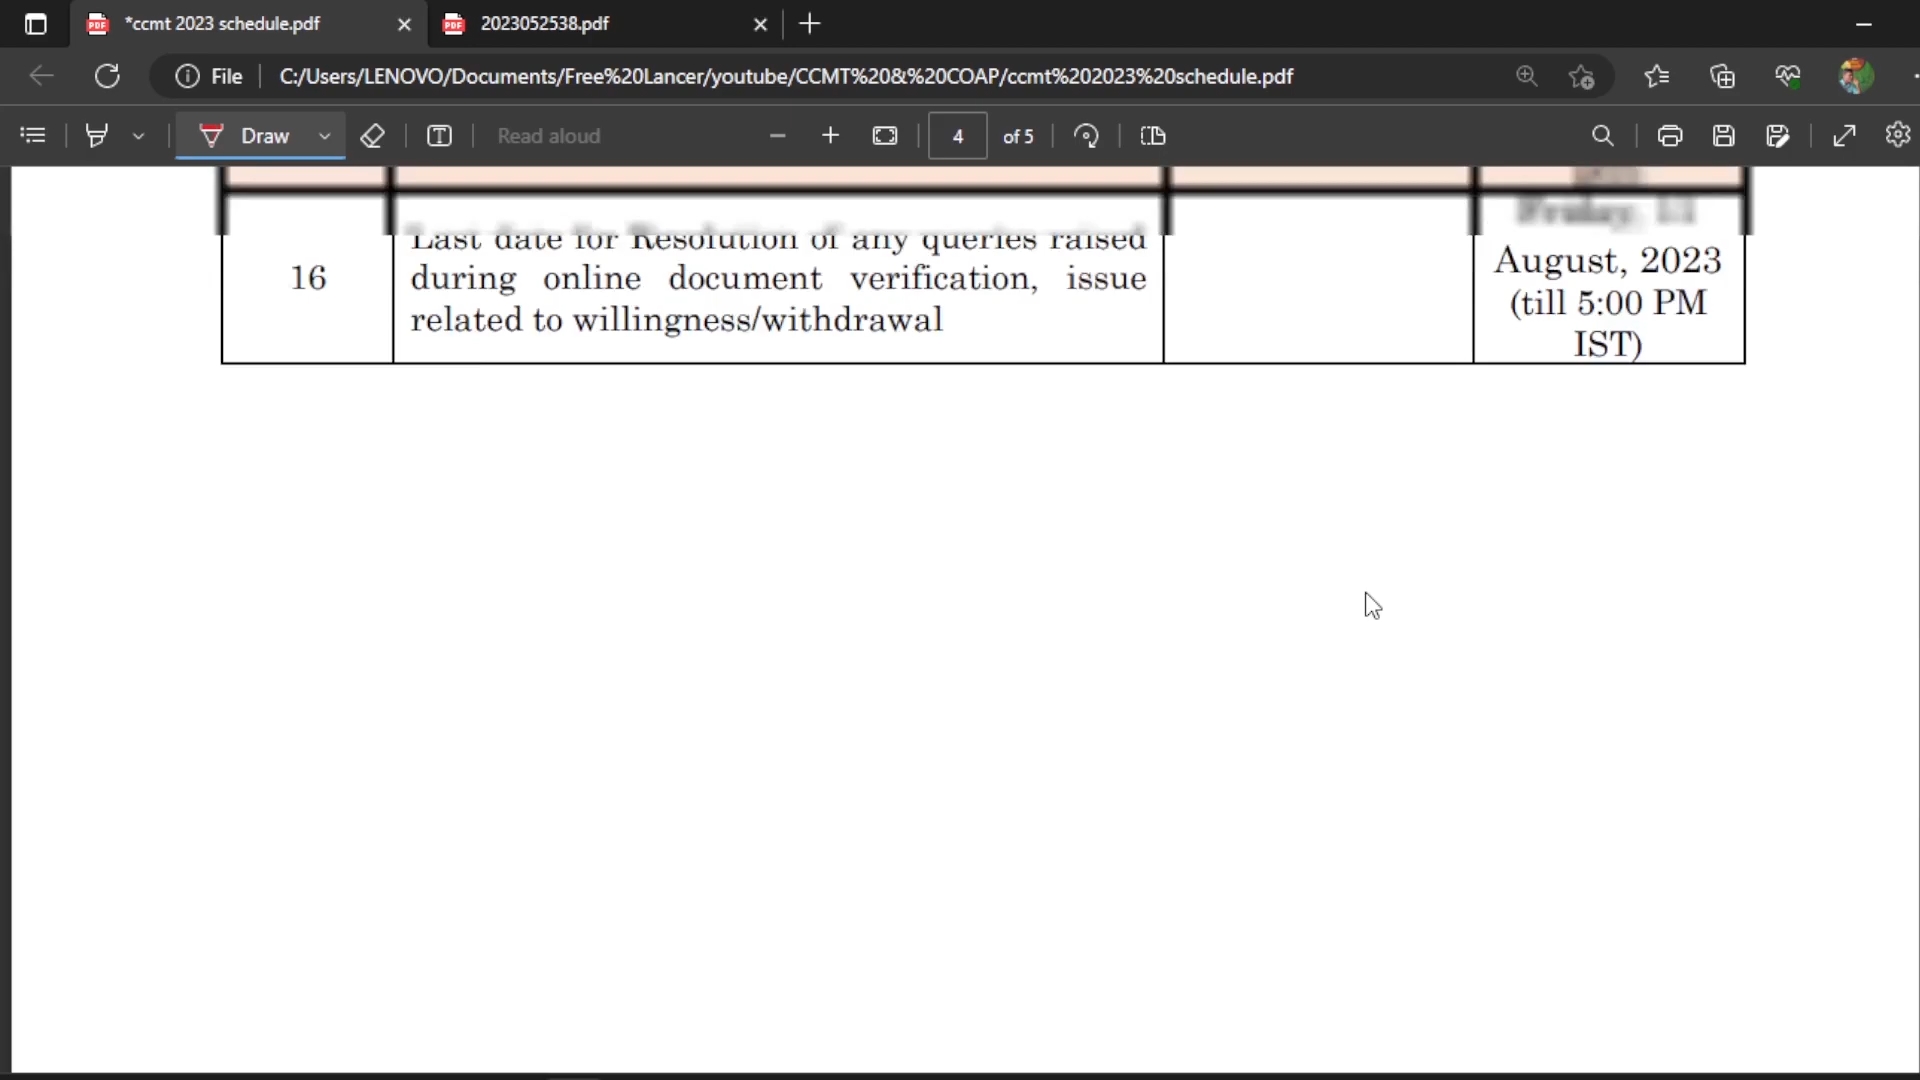 *ccmt 2023 schedule.pdf
2023052538.pdf
File
C:/Users/LENOVO/Documents/Free%20Lancer/youtube/CCMT%20&%20COAP/ccmt%202023%20schedule.pdf
Draw
Read aloud
4
of 5
16
Last date for Resolution of any queries raised
during online document verification, issue
related to willingness/withdrawal
August, 2023
(till 5:00 PM
IST)